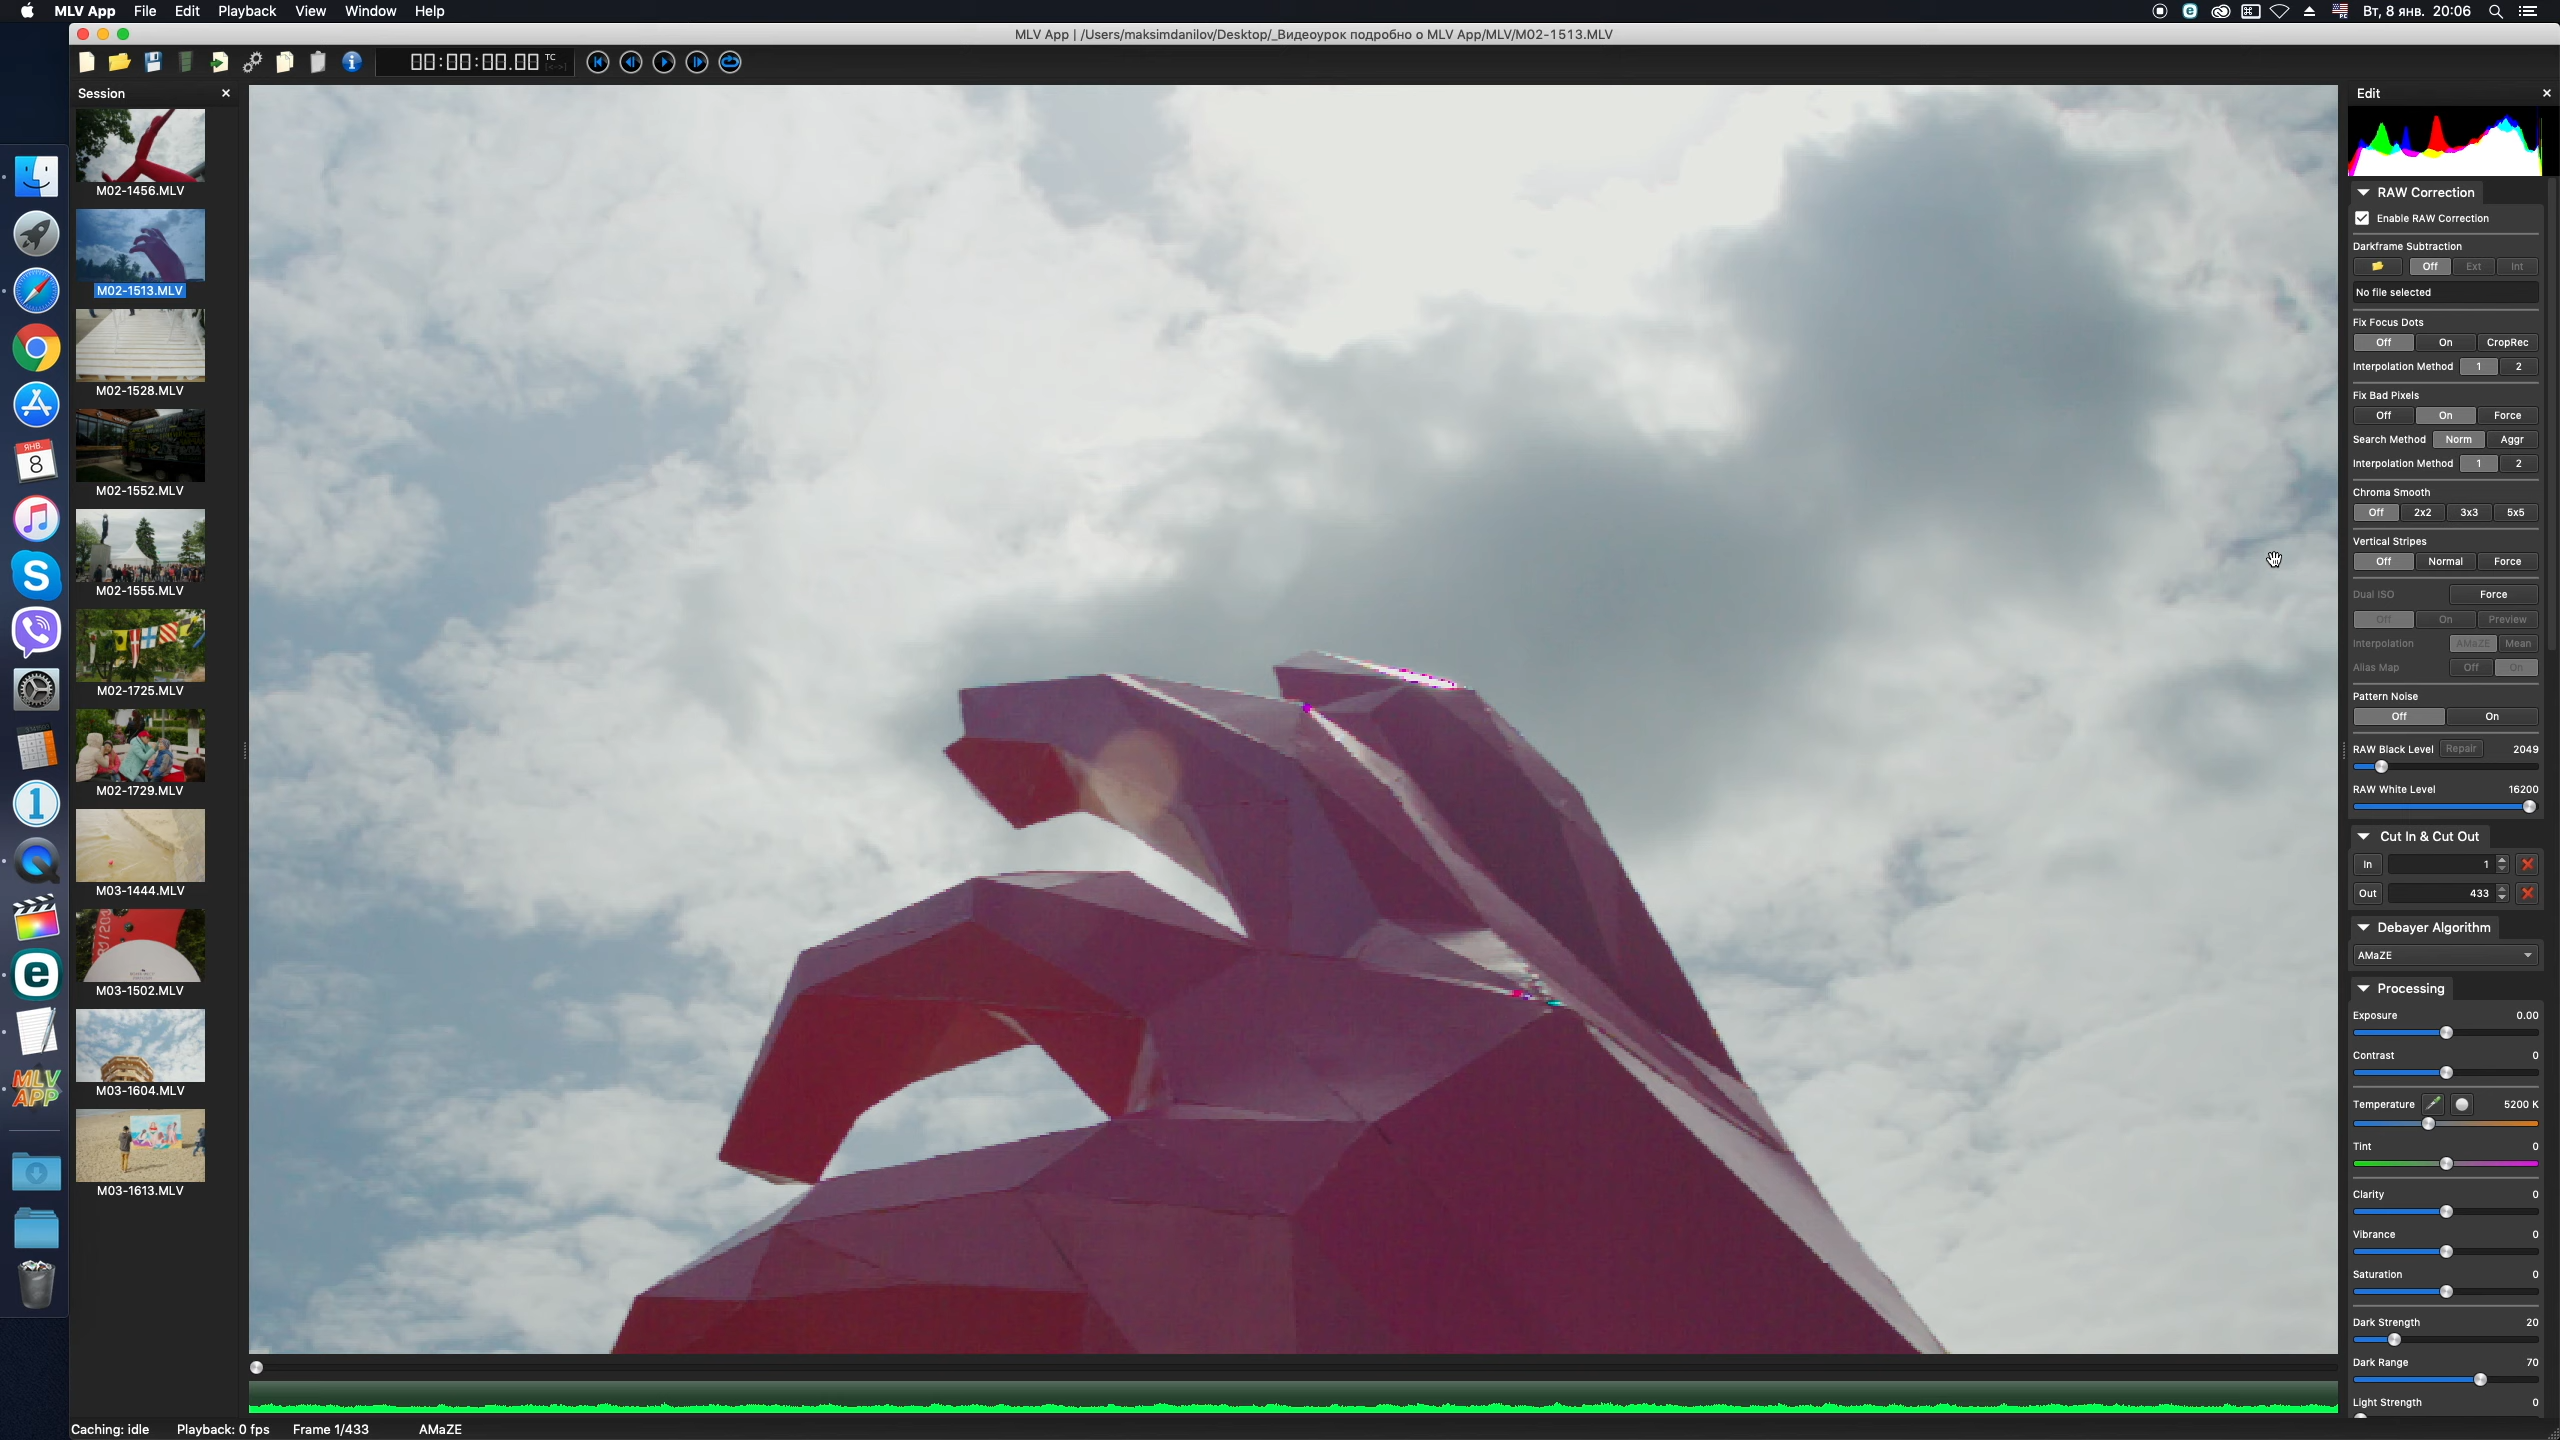 MLV App File Edit Playback View Window Help
Вт, 8 янв. 20:06
MLV App | /Users/maksimdanilov/Desktop/_Видеоурок подробно о MLV App/MLV/M02-1513.MLV
00:00:00.00 TC
Session
Edit
M02-1456.MLV
M02-1513.MLV
M02-1528.MLV
M02-1552.MLV
M02-1555.MLV
M02-1725.MLV
M02-1729.MLV
M03-1444.MLV
M03-1502.MLV
M03-1604.MLV
M03-1613.MLV
ЯНВ.
8
MLV
APP
RAW Correction
Enable RAW Correction
Darkframe Subtraction
Off Ext Int
No file selected
Fix Focus Dots
Off On CropRec
Interpolation Method 1 2
Fix Bad Pixels
Off On Force
Search Method Norm Aggr
Interpolation Method 1 2
Chroma Smooth
Off 2x2 3x3 5x5
Vertical Stripes
Off Normal Force
Dual ISO Force
Off On Preview
Interpolation AMaZE Mean
Alias Map Off On
Pattern Noise
Off On
RAW Black Level Repair 2049
RAW White Level 16200
Cut In & Cut Out
In 1
Out 433
Debayer Algorithm
AMaZE
Processing
Exposure 0.00
Contrast 0
Temperature 5200 K
Tint 0
Clarity 0
Vibrance 0
Saturation 0
Dark Strength 20
Dark Range 70
Light Strength 0
Caching: idle Playback: 0 fps Frame 1/433 AMaZE